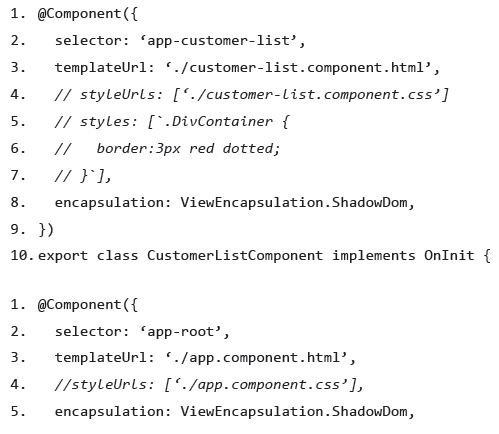 1. @Component({
2.   selector: ‘app-customer-list’,
3.   templateUrl: ‘./customer-list.component.html’,
4.   // styleUrls: [‘./customer-list.component.css’]
5.   // styles: [`.DivContainer {
6.   //   border:3px red dotted;
7.   // }`],
8.   encapsulation: ViewEncapsulation.ShadowDom,
9. })
10. export class CustomerListComponent implements OnInit {
1. @Component({
2.   selector: ‘app-root’,
3.   templateUrl: ‘./app.component.html’,
4.   //styleUrls: [‘./app.component.css’],
5.   encapsulation: ViewEncapsulation.ShadowDom,